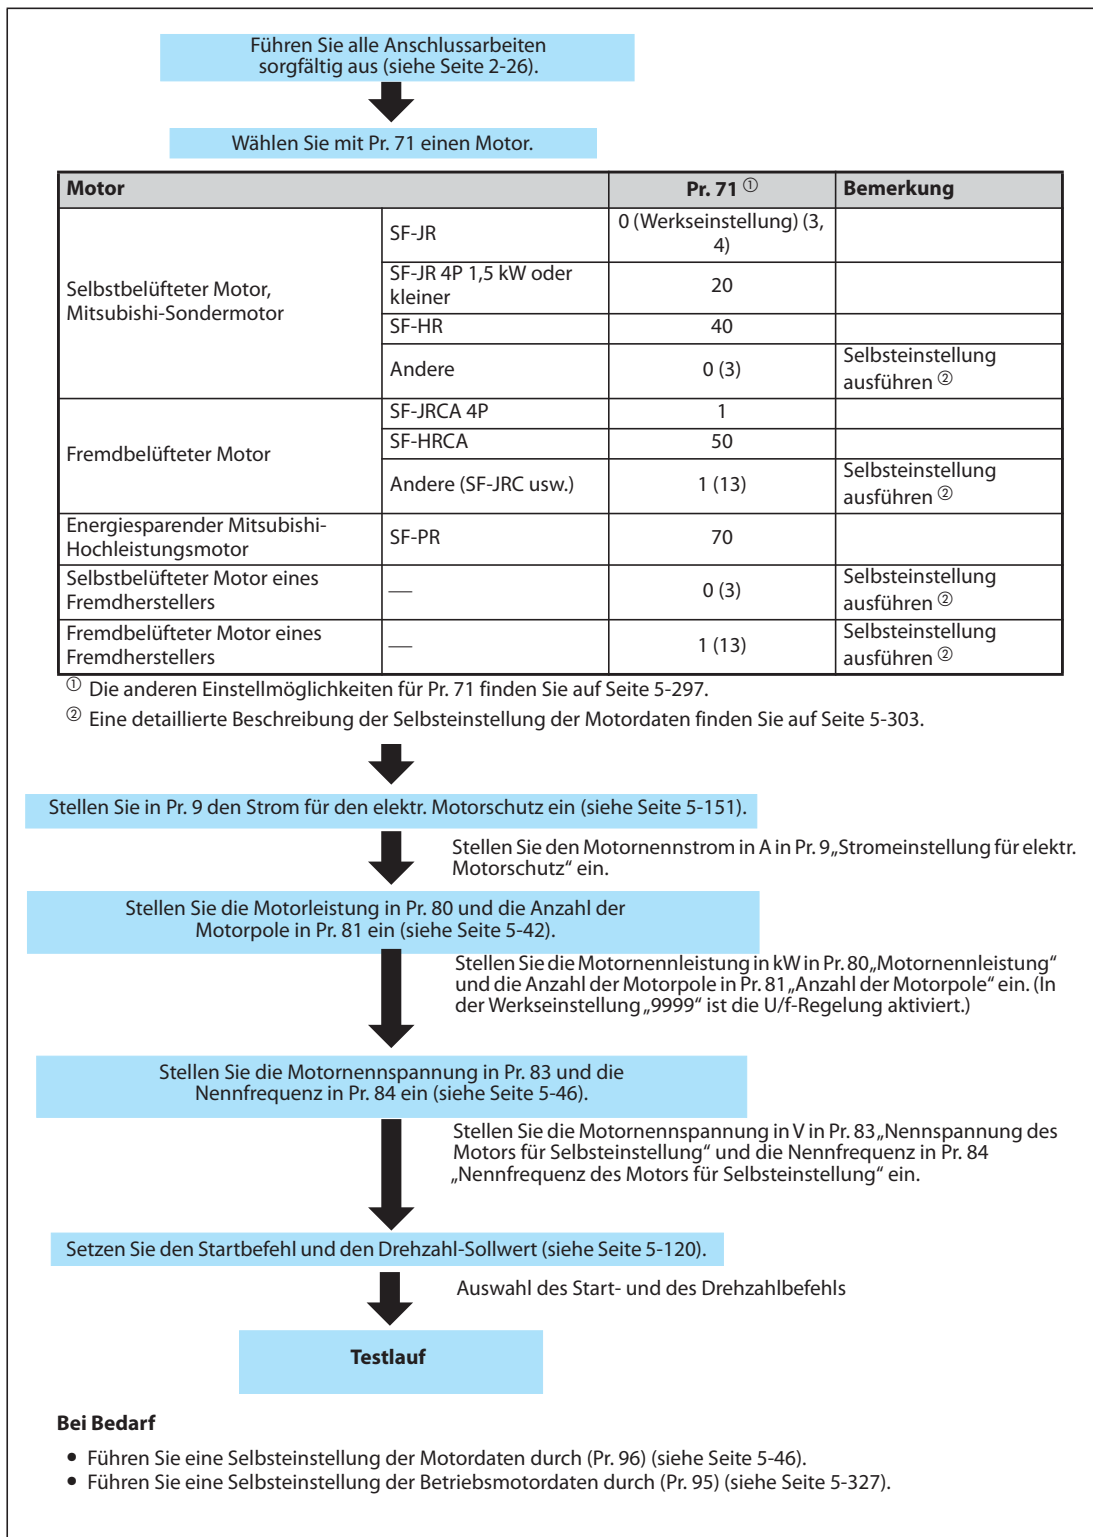 Führen Sie alle Anschlussarbeiten
sorgfältig aus (siehe Seite 2-26).
Wählen Sie mit Pr. 71 einen Motor.
Motor Pr. 71 ① Bemerkung
Selbstbelüfteter Motor,
Mitsubishi-Sondermotor
SF-JR
0 (Werkseinstellung) (3,
4)
SF-JR 4P 1,5 kW oder
kleiner
20
SF-HR 40
Andere 0 (3)
Selbsteinstellung
ausführen ②
Fremdbelüfteter Motor
SF-JRCA 4P 1
SF-HRCA 50
Andere (SF-JRC usw.) 1 (13)
Selbsteinstellung
ausführen ②
Energiesparender Mitsubishi-
Hochleistungsmotor
SF-PR 70
Selbstbelüfteter Motor eines
Fremdherstellers
— 0 (3)
Selbsteinstellung
ausführen ②
Fremdbelüfteter Motor eines
Fremdherstellers
— 1 (13)
Selbsteinstellung
ausführen ②
① Die anderen Einstellmöglichkeiten für Pr. 71 finden Sie auf Seite 5-297.
② Eine detaillierte Beschreibung der Selbsteinstellung der Motordaten finden Sie auf Seite 5-303.
Stellen Sie in Pr. 9 den Strom für den elektr. Motorschutz ein (siehe Seite 5-151).
Stellen Sie den Motornennstrom in A in Pr. 9 „Stromeinstellung für elektr.
Motorschutz“ ein.
Stellen Sie die Motorleistung in Pr. 80 und die Anzahl der
Motorpole in Pr. 81 ein (siehe Seite 5-42).
Stellen Sie die Motornennleistung in kW in Pr. 80 „Motornennleistung“
und die Anzahl der Motorpole in Pr. 81 „Anzahl der Motorpole“ ein. (In
der Werkseinstellung „9999“ ist die U/f-Regelung aktiviert.)
Stellen Sie die Motornennspannung in Pr. 83 und die
Nennfrequenz in Pr. 84 ein (siehe Seite 5-46).
Stellen Sie die Motornennspannung in V in Pr. 83 „Nennspannung des
Motors für Selbsteinstellung“ und die Nennfrequenz in Pr. 84
„Nennfrequenz des Motors für Selbsteinstellung“ ein.
Setzen Sie den Startbefehl und den Drehzahl-Sollwert (siehe Seite 5-120).
Auswahl des Start- und des Drehzahlbefehls
Testlauf
Bei Bedarf
● Führen Sie eine Selbsteinstellung der Motordaten durch (Pr. 96) (siehe Seite 5-46).
● Führen Sie eine Selbsteinstellung der Betriebsmotordaten durch (Pr. 95) (siehe Seite 5-327).